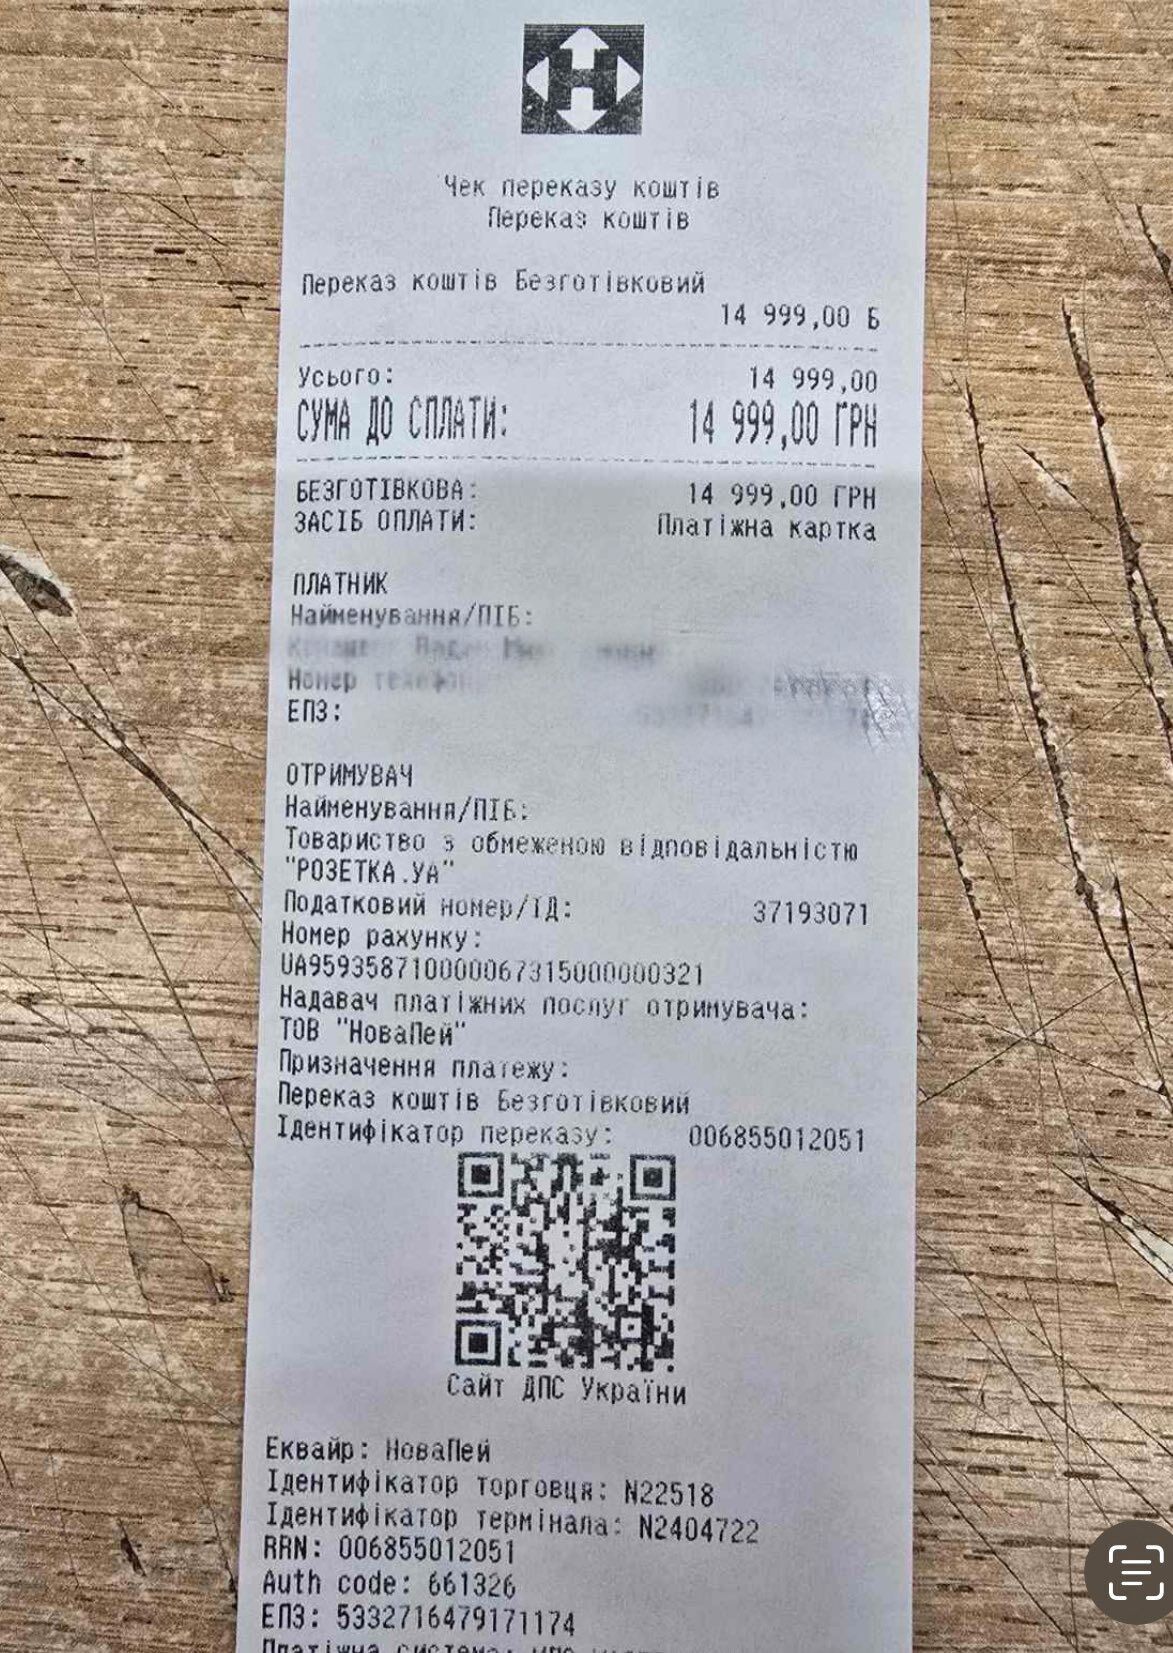 Чек переказу коштів
Переказ коштів
Переказ коштів Безготівковий
14 999,00 Б
Усього: 14 999,00
СУМА ДО СПЛАТИ: 14 999,00 ГРН
БЕЗГОТІВКОВА: 14 999,00 ГРН
ЗАСІБ ОПЛАТИ: Платіжна картка
ПЛАТНИК
Найменування/ПІБ:
Номер
ЕПЗ:
ОТРИМУВАЧ
Найменування/ПІБ:
Товариство з обмеженою відповідальністю
"РОЗЕТКА.УА"
Податковий номер/ІД: 37193071
Номер рахунку:
UA959358710000067315000000321
Надавач платіжних послуг отримувача:
ТОВ "НоваПей"
Призначення платежу:
Переказ коштів Безготівковий
Ідентифікатор переказу: 006855012051
Сайт ДПС України
Еквайр: НоваПей
Ідентифікатор торговця: N22518
Ідентифікатор термінала: N2404722
RRN: 006855012051
Auth code: 661326
ЕПЗ: 5332716479171174
Платіжна система: